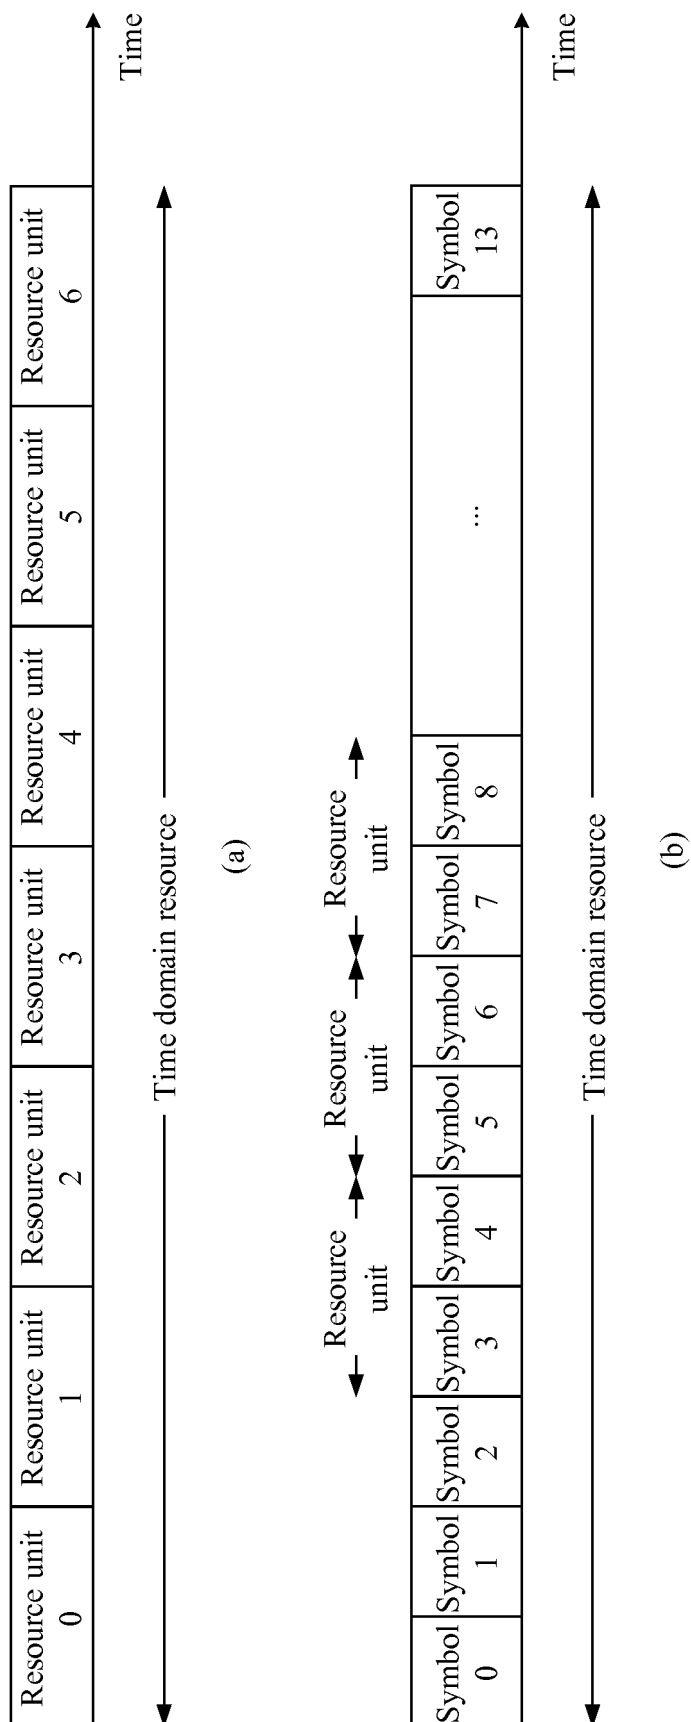 Resource unit
0
Resource unit
1
Resource unit
2
Resource unit
3
Resource unit
4
Resource unit
5
Resource unit
6
Time
Time domain resource
(a)
Resource
unit
Resource
unit
Resource
unit
Symbol
0
Symbol
1
Symbol
2
Symbol
3
Symbol
4
Symbol
5
Symbol
6
Symbol
7
Symbol
8
...
Symbol
13
Time
Time domain resource
(b)